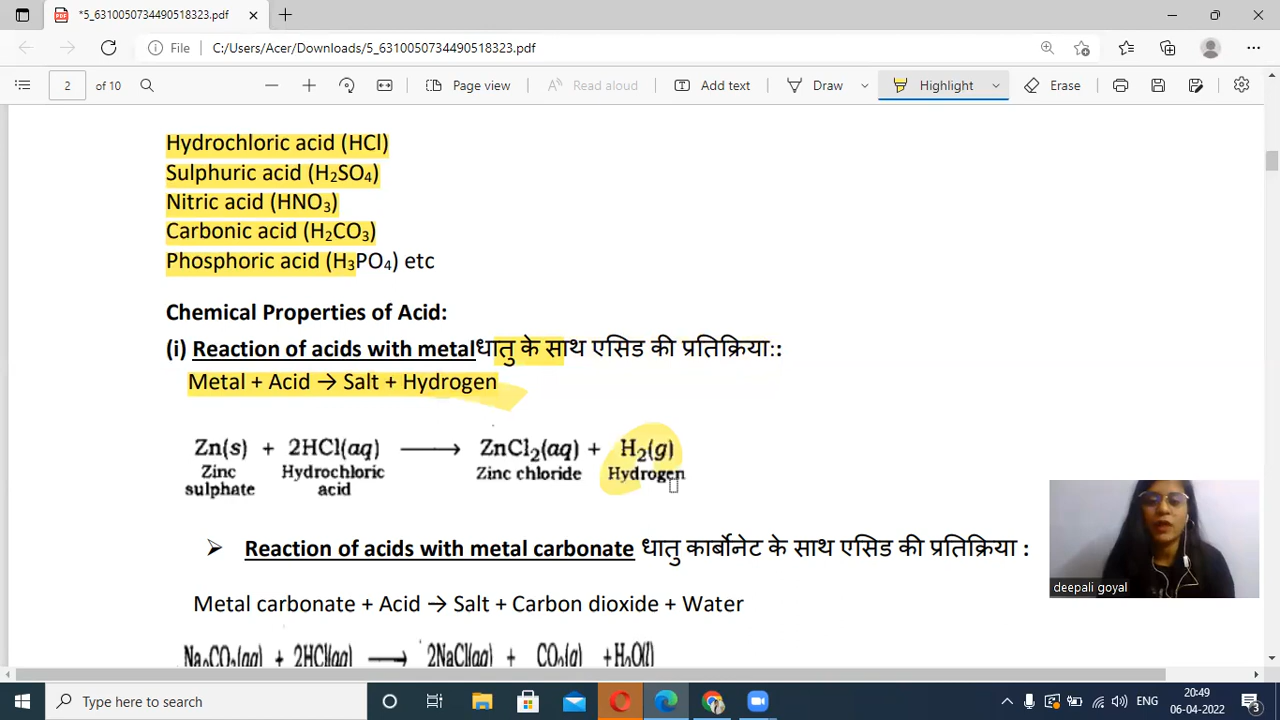 *5_6310050734490518323.pdf
File C:/Users/Acer/Downloads/5_6310050734490518323.pdf
2 of 10 Page view Read aloud Add text Draw Highlight Erase
Hydrochloric acid (HCl)
Sulphuric acid (H₂SO₄)
Nitric acid (HNO₃)
Carbonic acid (H₂CO₃)
Phosphoric acid (H₃PO₄) etc
Chemical Properties of Acid:
(i) Reaction of acids with metalधातु के साथ एसिड की प्रतिक्रिया::
Metal + Acid → Salt + Hydrogen
Zn(s) + 2HCl(aq) ⟶ ZnCl₂(aq) + H₂(g)
Zinc Hydrochloric Zinc chloride Hydrogen
sulphate acid
➢ Reaction of acids with metal carbonate धातु कार्बोनेट के साथ एसिड की प्रतिक्रिया :
deepali goyal
Metal carbonate + Acid → Salt + Carbon dioxide + Water
Na₂CO₃(aq) + 2HCl(aq) ⟶ 2NaCl(aq) + CO₂(g) +H₂O(l)
Type here to search
ENG
20:49
06-04-2022
3